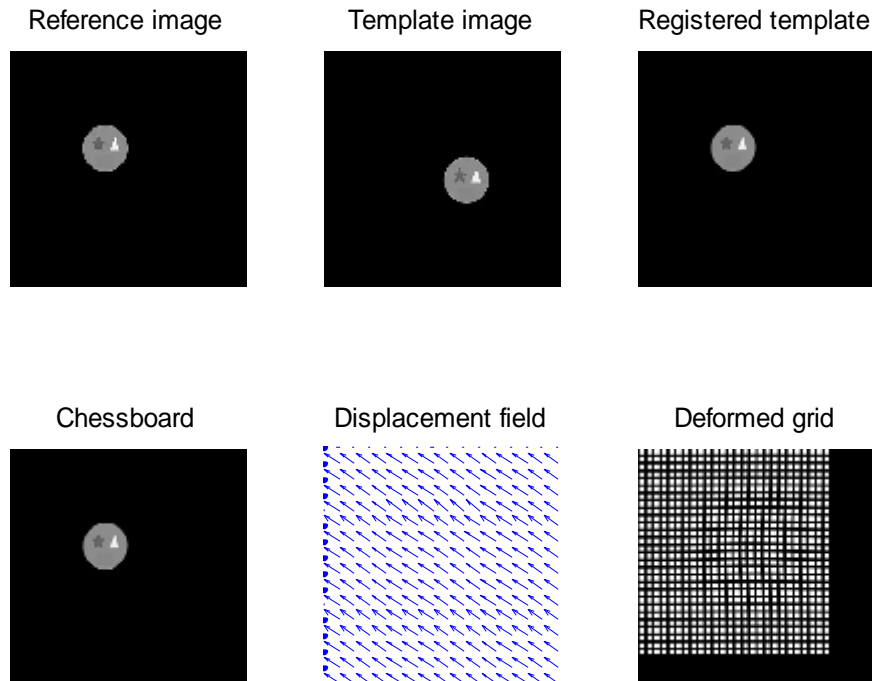 Reference image
Template image
Registered template
Chessboard
Displacement field
Deformed grid